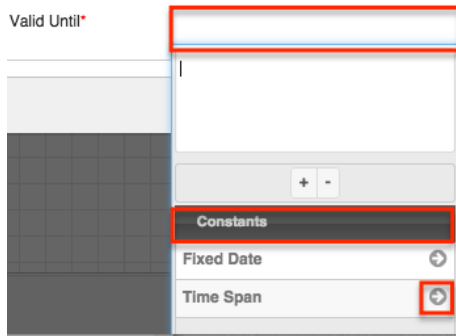 Valid Until*
+ -
Constants
Fixed Date
Time Span